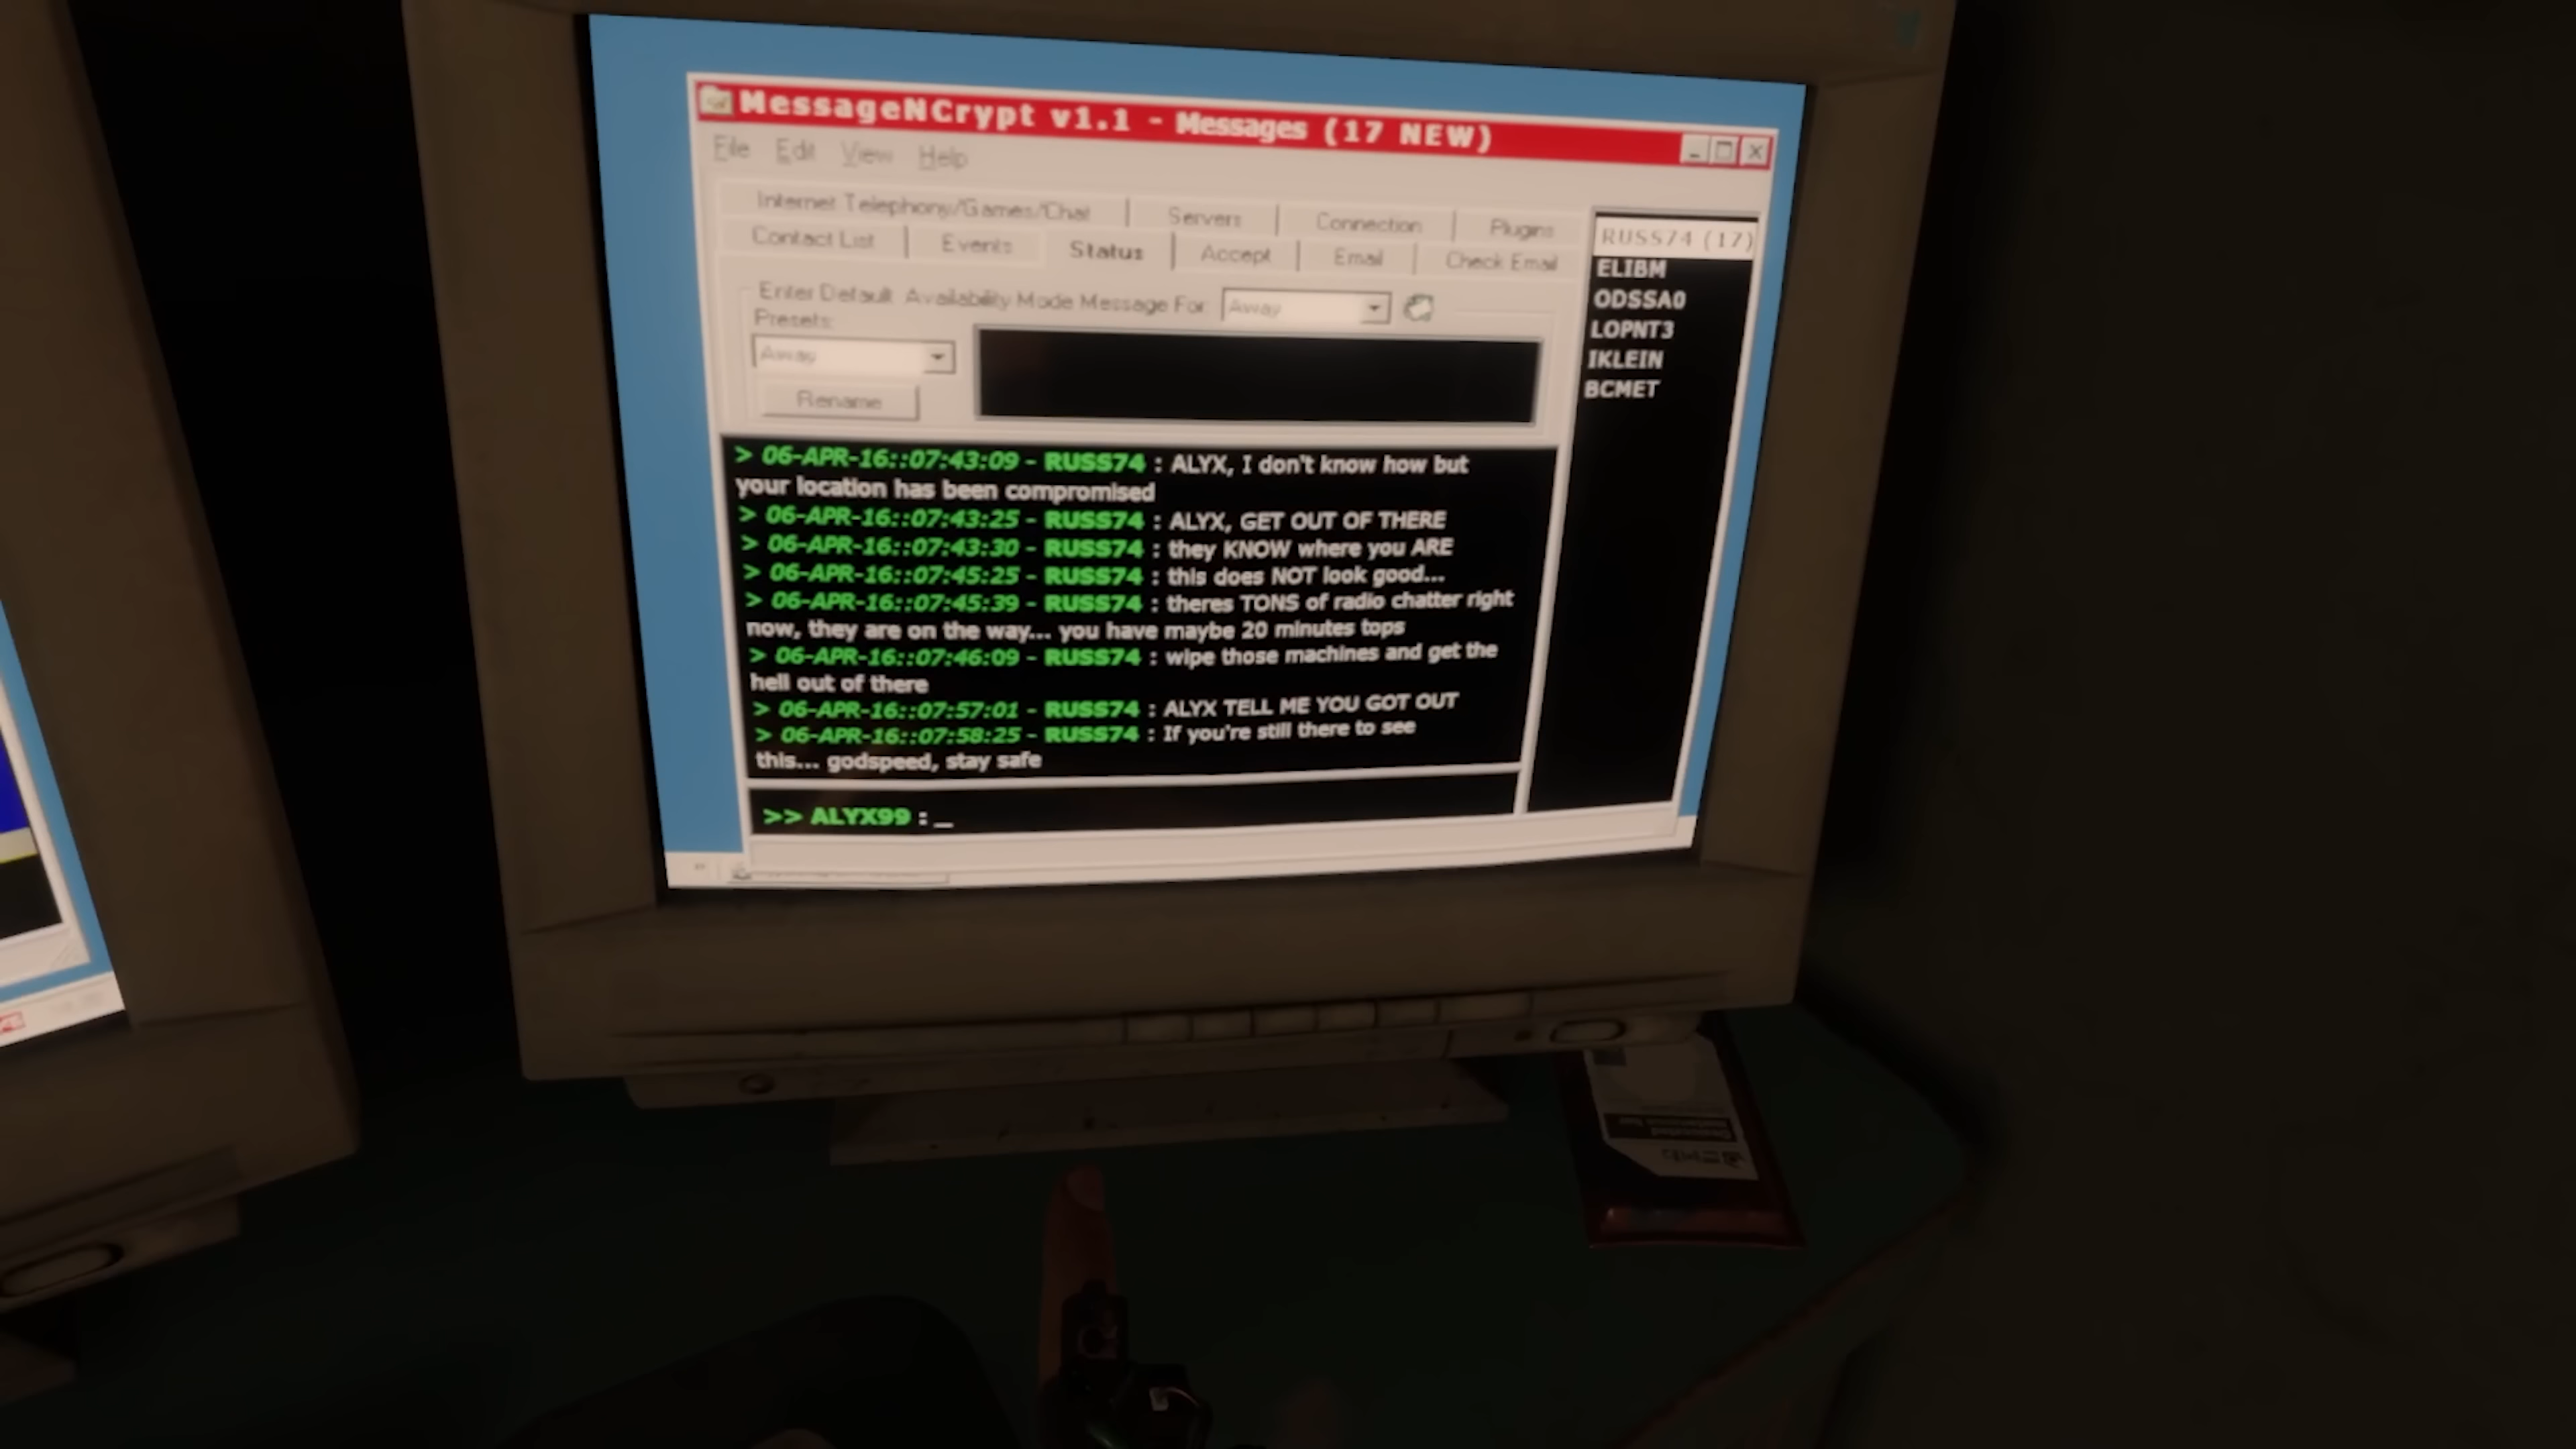 MessageNCrypt v1.1 - Messages (17 NEW)
File Edit View Help
Internet Telephony/Games/Chat Servers Connection Plugins
Contact List Events Status Accept Email Check Email
Enter Default Availability Mode Message For: Away
Presets:
Away
Rename
RUSS74 (17)
ELIBM
ODSSA0
LOPNT3
IKLEIN
BCMET
> 06-APR-16::07:43:09 - RUSS74 : ALYX, I don't know how but
your location has been compromised
> 06-APR-16::07:43:25 - RUSS74 : ALYX, GET OUT OF THERE
> 06-APR-16::07:43:30 - RUSS74 : they KNOW where you ARE
> 06-APR-16::07:45:25 - RUSS74 : this does NOT look good...
> 06-APR-16::07:45:39 - RUSS74 : theres TONS of radio chatter right
now, they are on the way... you have maybe 20 minutes tops
> 06-APR-16::07:46:09 - RUSS74 : wipe those machines and get the
hell out of there
> 06-APR-16::07:57:01 - RUSS74 : ALYX TELL ME YOU GOT OUT
> 06-APR-16::07:58:25 - RUSS74 : If you're still there to see
this... godspeed, stay safe
>> ALYX99 : _